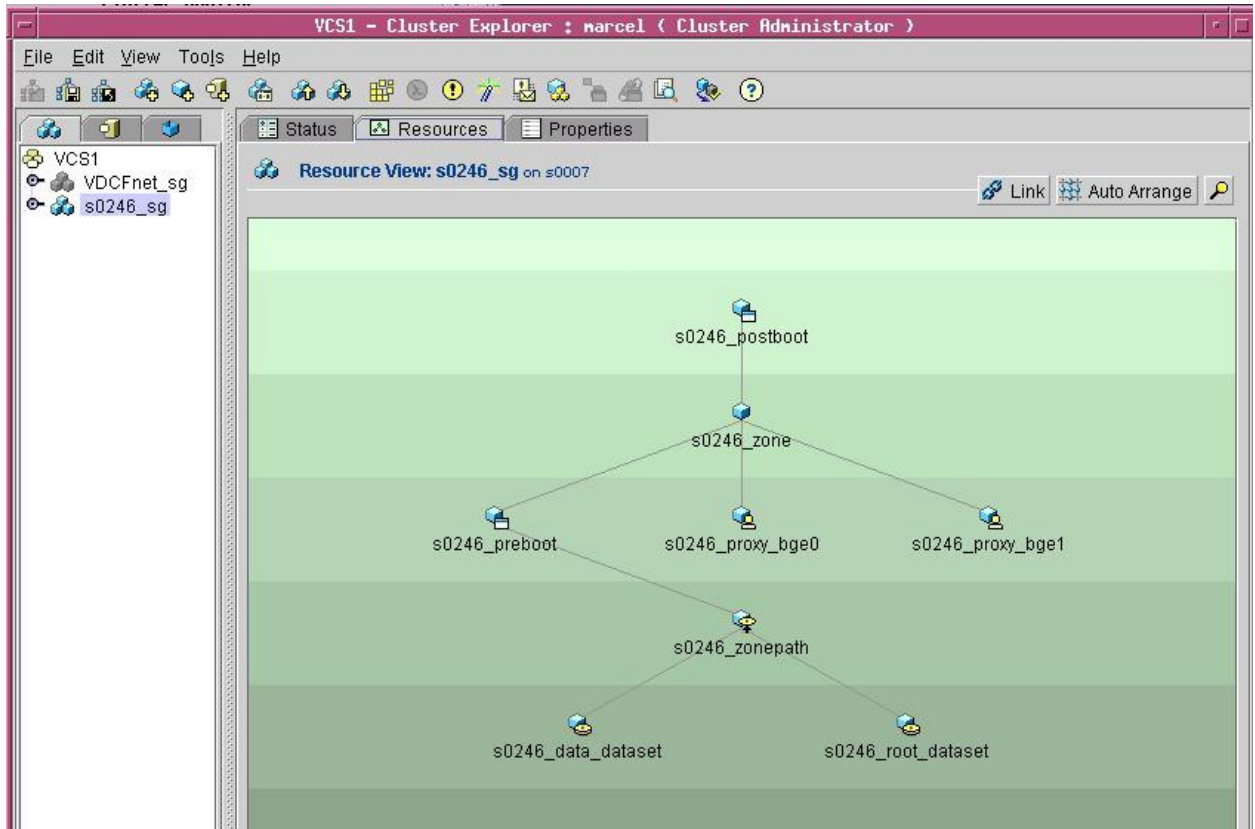 VCS1 - Cluster Explorer : marcel ( Cluster Administrator )
File Edit View Tools Help
Status Resources Properties
VCS1
VDCFnet_sg
s0246_sg
Resource View: s0246_sg on s0007
Link Auto Arrange
s0246_postboot
s0246_zone
s0246_preboot s0246_proxy_bge0 s0246_proxy_bge1
s0246_zonepath
s0246_data_dataset s0246_root_dataset